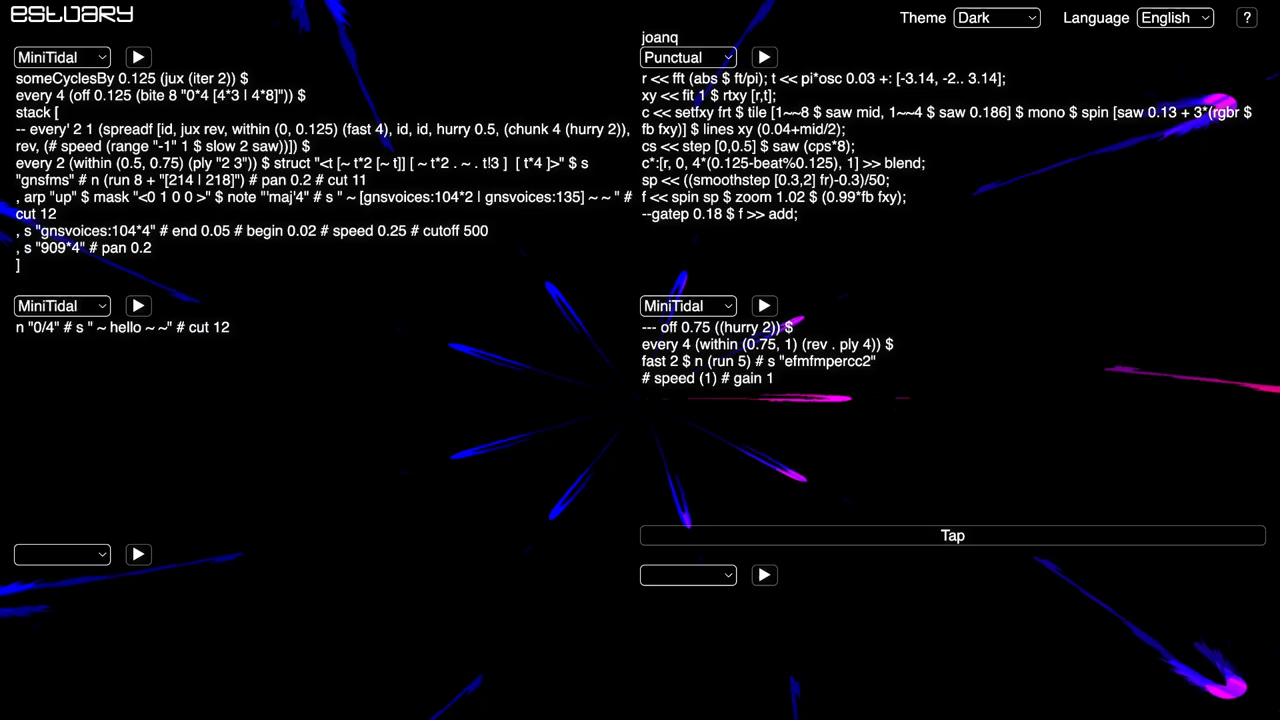 estuary
Theme Dark Language English ?
MiniTidal
someCyclesBy 0.125 (jux (iter 2)) $
every 4 (off 0.125 (bite 8 "0*4 [4*3 | 4*8]")) $
stack [
-- every' 2 1 (spreadf [id, jux rev, within (0, 0.125) (fast 4), id, id, hurry 0.5, (chunk 4 (hurry 2)),
rev, (# speed (range "-1" 1 $ slow 2 saw))]) $
every 2 (within (0.5, 0.75) (ply "2 3")) $ struct "<t [~ t*2 [~ t]] [ ~ t*2 . ~ . t!3 ] [ t*4 ]>" $ s
"gnsfms" # n (run 8 + "[214 | 218]") # pan 0.2 # cut 11
, arp "up" $ mask "<0 1 0 0 >" $ note "'maj'4" # s " ~ [gnsvoices:104*2 | gnsvoices:135] ~ ~ " #
cut 12
, s "gnsvoices:104*4" # end 0.05 # begin 0.02 # speed 0.25 # cutoff 500
, s "909*4" # pan 0.2
]
joanq
Punctual
r << fft (abs $ ft/pi); t << pi*osc 0.03 +: [-3.14, -2.. 3.14];
xy << fit 1 $ rtxy [r,t];
c << setfxy frt $ tile [1~~8 $ saw mid, 1~~4 $ saw 0.186] $ mono $ spin [saw 0.13 + 3*(rgbr $
fb fxy)] $ lines xy (0.04+mid/2);
cs << step [0,0.5] $ saw (cps*8);
c*:[r, 0, 4*(0.125-beat%0.125), 1] >> blend;
sp << ((smoothstep [0.3,2] fr)-0.3)/50;
f << spin sp $ zoom 1.02 $ (0.99*fb fxy);
--gatep 0.18 $ f >> add;
MiniTidal
n "0/4" # s " ~ hello ~ ~" # cut 12
MiniTidal
--- off 0.75 ((hurry 2)) $
every 4 (within (0.75, 1) (rev . ply 4)) $
fast 2 $ n (run 5) # s "efmfmpercc2"
# speed (1) # gain 1
Tap